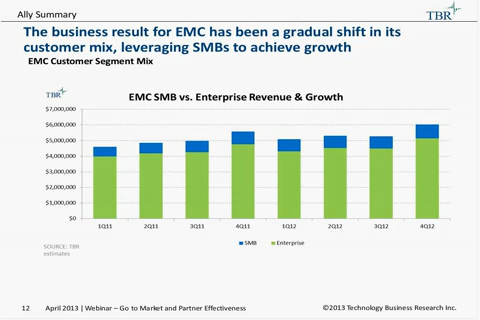 Ally Summary
TBR
The business result for EMC has been a gradual shift in its
customer mix, leveraging SMBs to achieve growth
EMC Customer Segment Mix
TBR
EMC SMB vs. Enterprise Revenue & Growth
$7,000,000
$6,000,000
$5,000,000
$4,000,000
$3,000,000
$2,000,000
$1,000,000
$0
1Q11 2Q11 3Q11 4Q11 1Q12 2Q12 3Q12 4Q12
SMB Enterprise
SOURCE: TBR
estimates
12 April 2013 | Webinar – Go to Market and Partner Effectiveness ©2013 Technology Business Research Inc.